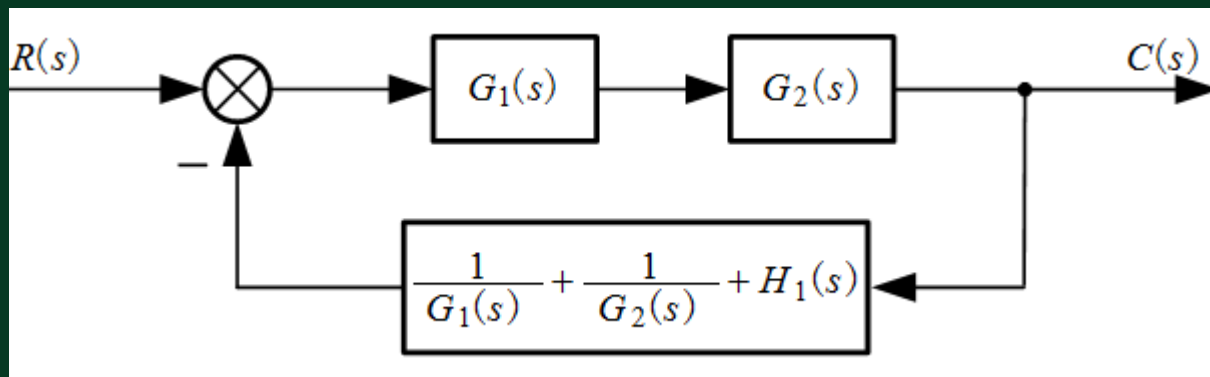 R(s)
G₁(s)
G₂(s)
C(s)
−
1/G₁(s) + 1/G₂(s) + H₁(s)